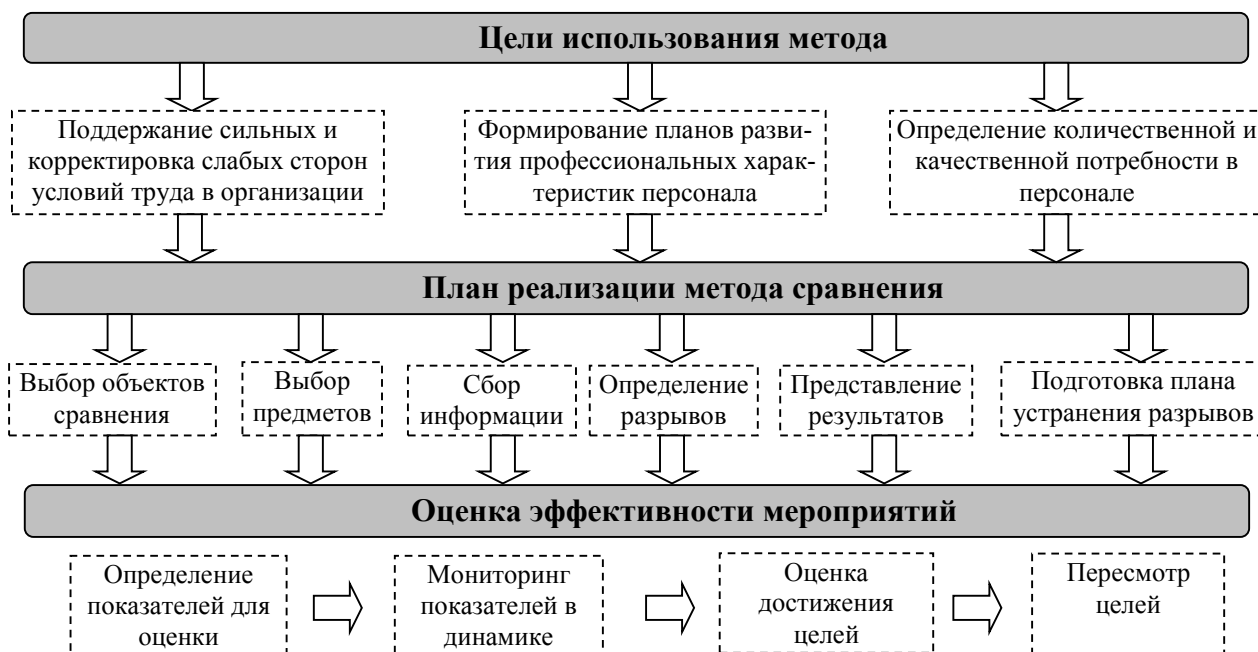 Цели использования метода
Поддержание сильных и
корректировка слабых сторон
условий труда в организации
Формирование планов разви-
тия профессиональных харак-
теристик персонала
Определение количественной и
качественной потребности в
персонале
План реализации метода сравнения
Выбор объектов
сравнения
Выбор
предметов
Сбор
информации
Определение
разрывов
Представление
результатов
Подготовка плана
устранения разрывов
Оценка эффективности мероприятий
Определение
показателей для
оценки
Мониторинг
показателей в
динамике
Оценка
достижения
целей
Пересмотр
целей